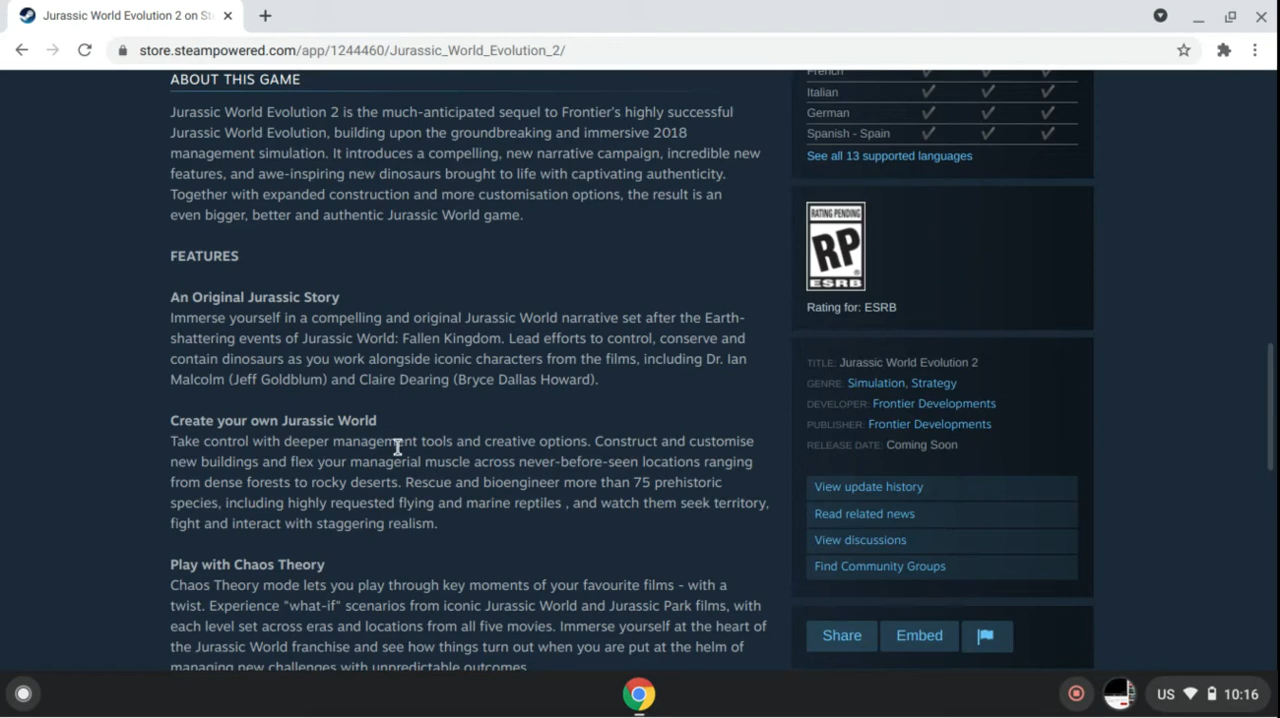 Jurassic World Evolution 2 on St
store.steampowered.com/app/1244460/Jurassic_World_Evolution_2/
ABOUT THIS GAME
Jurassic World Evolution 2 is the much-anticipated sequel to Frontier's highly successful
Jurassic World Evolution, building upon the groundbreaking and immersive 2018
management simulation. It introduces a compelling, new narrative campaign, incredible new
features, and awe-inspiring new dinosaurs brought to life with captivating authenticity.
Together with expanded construction and more customisation options, the result is an
even bigger, better and authentic Jurassic World game.
FEATURES
An Original Jurassic Story
Immerse yourself in a compelling and original Jurassic World narrative set after the Earth-
shattering events of Jurassic World: Fallen Kingdom. Lead efforts to control, conserve and
contain dinosaurs as you work alongside iconic characters from the films, including Dr. Ian
Malcolm (Jeff Goldblum) and Claire Dearing (Bryce Dallas Howard).
Create your own Jurassic World
Take control with deeper management tools and creative options. Construct and customise
new buildings and flex your managerial muscle across never-before-seen locations ranging
from dense forests to rocky deserts. Rescue and bioengineer more than 75 prehistoric
species, including highly requested flying and marine reptiles , and watch them seek territory,
fight and interact with staggering realism.
Play with Chaos Theory
Chaos Theory mode lets you play through key moments of your favourite films - with a
twist. Experience "what-if" scenarios from iconic Jurassic World and Jurassic Park films, with
each level set across eras and locations from all five movies. Immerse yourself at the heart of
the Jurassic World franchise and see how things turn out when you are put at the helm of
managing new challenges with unpredictable outcomes.
French
Italian
German
Spanish - Spain
See all 13 supported languages
RATING PENDING
RP
ESRB
Rating for: ESRB
TITLE: Jurassic World Evolution 2
GENRE: Simulation, Strategy
DEVELOPER: Frontier Developments
PUBLISHER: Frontier Developments
RELEASE DATE: Coming Soon
View update history
Read related news
View discussions
Find Community Groups
Share
Embed
US
10:16